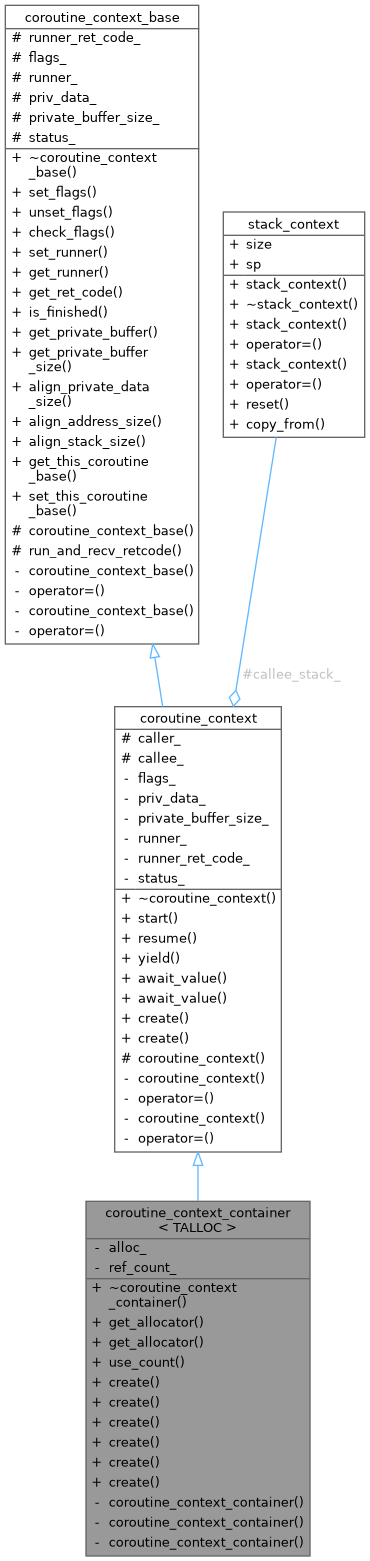 coroutine_context_base
# runner_ret_code_
# flags_
# runner_
# priv_data_
# private_buffer_size_
# status_
+ ~coroutine_context
_base()
+ set_flags()
+ unset_flags()
+ check_flags()
+ set_runner()
+ get_runner()
+ get_ret_code()
+ is_finished()
+ get_private_buffer()
+ get_private_buffer
_size()
+ align_private_data
_size()
+ align_address_size()
+ align_stack_size()
+ get_this_coroutine
_base()
+ set_this_coroutine
_base()
# coroutine_context_base()
# run_and_recv_retcode()
- coroutine_context_base()
- operator=()
- coroutine_context_base()
- operator=()
stack_context
+ size
+ sp
+ stack_context()
+ ~stack_context()
+ stack_context()
+ operator=()
+ stack_context()
+ operator=()
+ reset()
+ copy_from()
#callee_stack_
coroutine_context
# caller_
# callee_
- flags_
- priv_data_
- private_buffer_size_
- runner_
- runner_ret_code_
- status_
+ ~coroutine_context()
+ start()
+ resume()
+ yield()
+ await_value()
+ await_value()
+ create()
+ create()
# coroutine_context()
- coroutine_context()
- operator=()
- coroutine_context()
- operator=()
coroutine_context_container
< TALLOC >
- alloc_
- ref_count_
+ ~coroutine_context
_container()
+ get_allocator()
+ get_allocator()
+ use_count()
+ create()
+ create()
+ create()
+ create()
+ create()
+ create()
- coroutine_context_container()
- coroutine_context_container()
- coroutine_context_container()